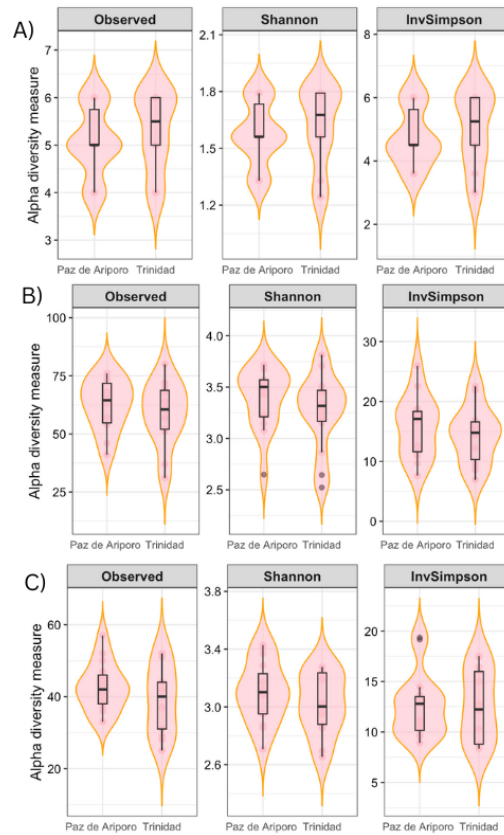 A)
Observed Shannon InvSimpson
Alpha diversity measure
7 6 5 4 3
2.1 1.8 1.5 1.2
8 6 4 2
Paz de Ariporo Trinidad Paz de Ariporo Trinidad Paz de Ariporo Trinidad
B)
Observed Shannon InvSimpson
Alpha diversity measure
100 75 50 25
4.0 3.5 3.0 2.5
30 20 10 0
Paz de Ariporo Trinidad Paz de Ariporo Trinidad Paz de Ariporo Trinidad
C)
Observed Shannon InvSimpson
Alpha diversity measure
60 40 20
3.8 3.4 3.0 2.6
20 15 10 5
Paz de Ariporo Trinidad Paz de Ariporo Trinidad Paz de Ariporo Trinidad